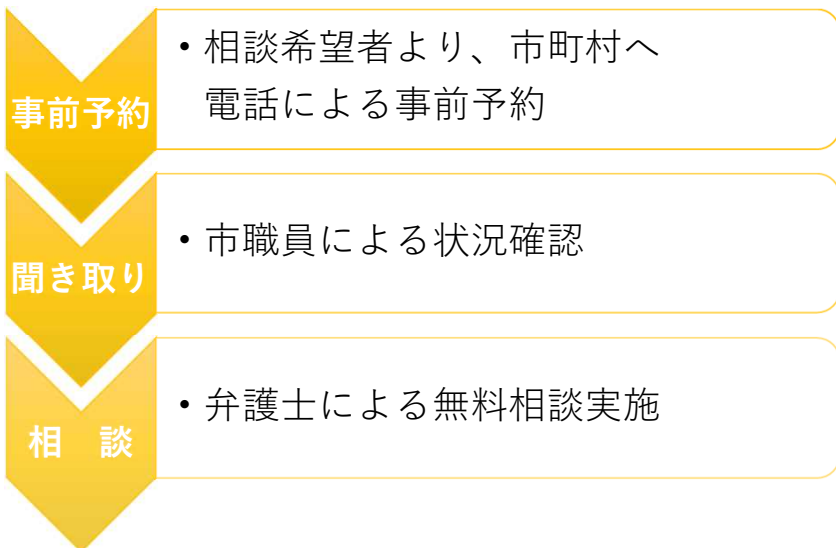 事前予約
・相談希望者より、市町村へ
電話による事前予約
聞き取り
・市職員による状況確認
相　談
・弁護士による無料相談実施